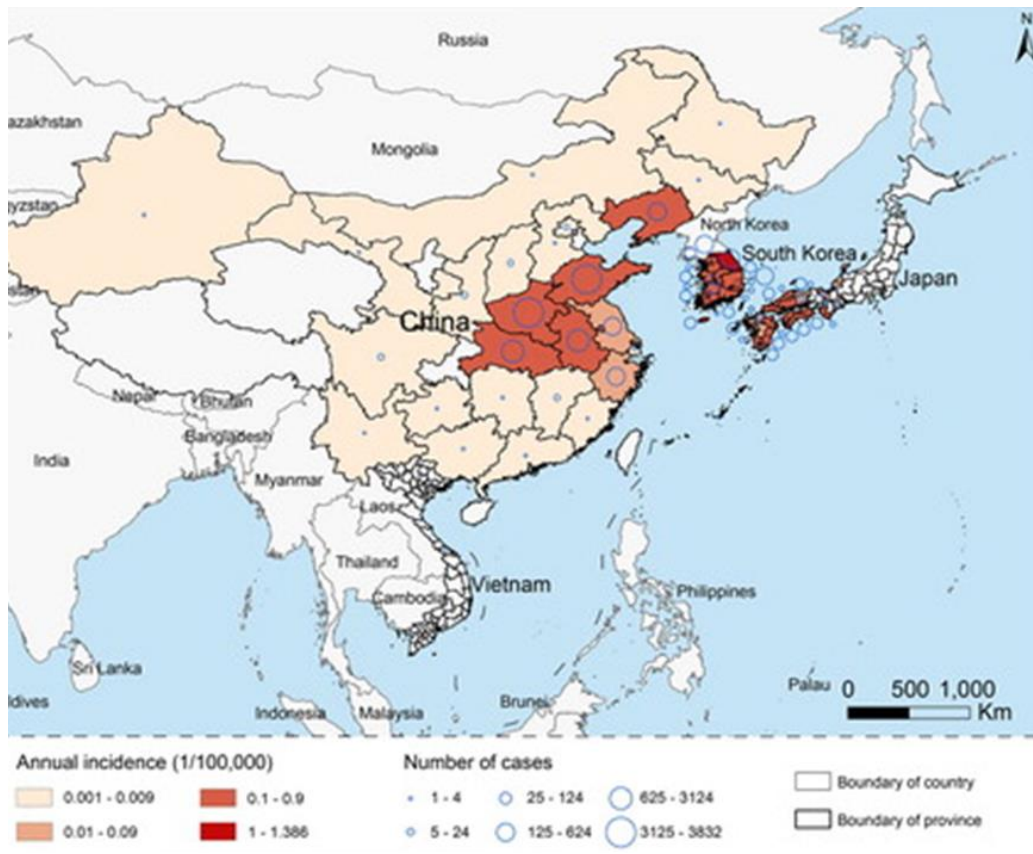 Russia
N
azakhstan
Mongolia
gyzstan
North Korea
South Korea
Japan
China
Nepal
Bhutan
Bangladesh
India
Myanmar
Laos
Thailand
Vietnam
Cambodia
Philippines
Sri Lanka
ldives
Palau
0 500 1,000
Km
Brunei
Indonesia
Malaysia
Annual incidence (1/100,000)
0.001 - 0.009
0.01 - 0.09
0.1 - 0.9
1 - 1.386
Number of cases
1 - 4
5 - 24
25 - 124
125 - 624
625 - 3124
3125 - 3832
Boundary of country
Boundary of province